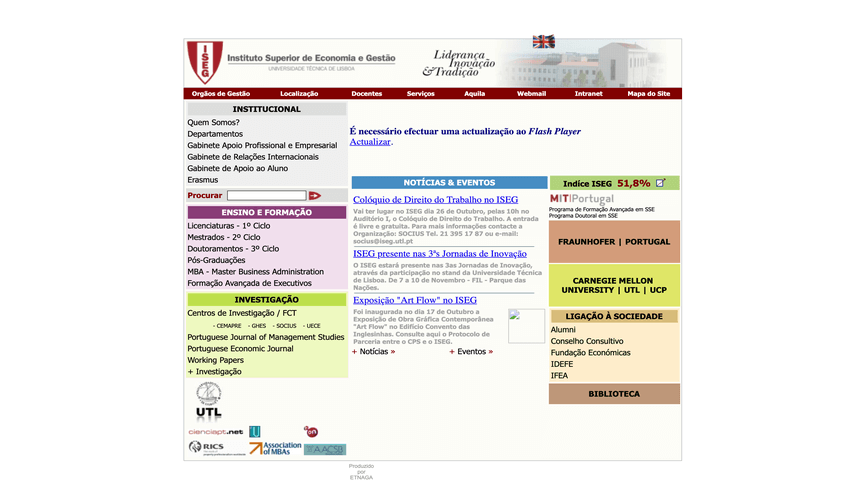 ISEG
Instituto Superior de Economia e Gestão
UNIVERSIDADE TÉCNICA DE LISBOA
Liderança
Inovação
& Tradição
Orgãos de Gestão Localização Docentes Serviços Aquila Webmail Intranet Mapa do Site
INSTITUCIONAL
Quem Somos?
Departamentos
Gabinete Apoio Profissional e Empresarial
Gabinete de Relações Internacionais
Gabinete de Apoio ao Aluno
Erasmus
Procurar
ENSINO E FORMAÇÃO
Licenciaturas - 1º Ciclo
Mestrados - 2º Ciclo
Doutoramentos - 3º Ciclo
Pós-Graduações
MBA - Master Business Administration
Formação Avançada de Executivos
INVESTIGAÇÃO
Centros de Investigação / FCT
- CEMAPRE - GHES - SOCIUS - UECE
Portuguese Journal of Management Studies
Portuguese Economic Journal
Working Papers
+ Investigação
UTL
cienciapt.net
RICS
Association
of MBAs
AACSB
É necessário efectuar uma actualização ao Flash Player
Actualizar.
NOTÍCIAS & EVENTOS
Colóquio de Direito do Trabalho no ISEG
Vai ter lugar no ISEG dia 26 de Outubro, pelas 10h no
Auditório I, o Colóquio de Direito do Trabalho. A entrada
é livre e gratuita. Para mais informações contacte a
Organização: SOCIUS Tel. 21 395 17 87 ou e-mail:
socius@iseg.utl.pt
ISEG presente nas 3ªs Jornadas de Inovação
O ISEG estará presente nas 3as Jornadas de Inovação,
através da participação no stand da Universidade Técnica
de Lisboa. De 7 a 10 de Novembro - FIL - Parque das
Nações.
Exposição "Art Flow" no ISEG
Foi inaugurada no dia 17 de Outubro a
Exposição de Obra Gráfica Contemporânea
"Art Flow" no Edifício Convento das
Inglesinhas. Consulte aqui o Protocolo de
Parceria entre o CPS e o ISEG.
+ Notícias » + Eventos »
Indíce ISEG 51,8%
MITPortugal
Programa de Formação Avançada em SSE
Programa Doutoral em SSE
FRAUNHOFER | PORTUGAL
CARNEGIE MELLON
UNIVERSITY | UTL | UCP
LIGAÇÃO À SOCIEDADE
Alumni
Conselho Consultivo
Fundação Económicas
IDEFE
IFEA
BIBLIOTECA
Produzido
por
ETNAGA